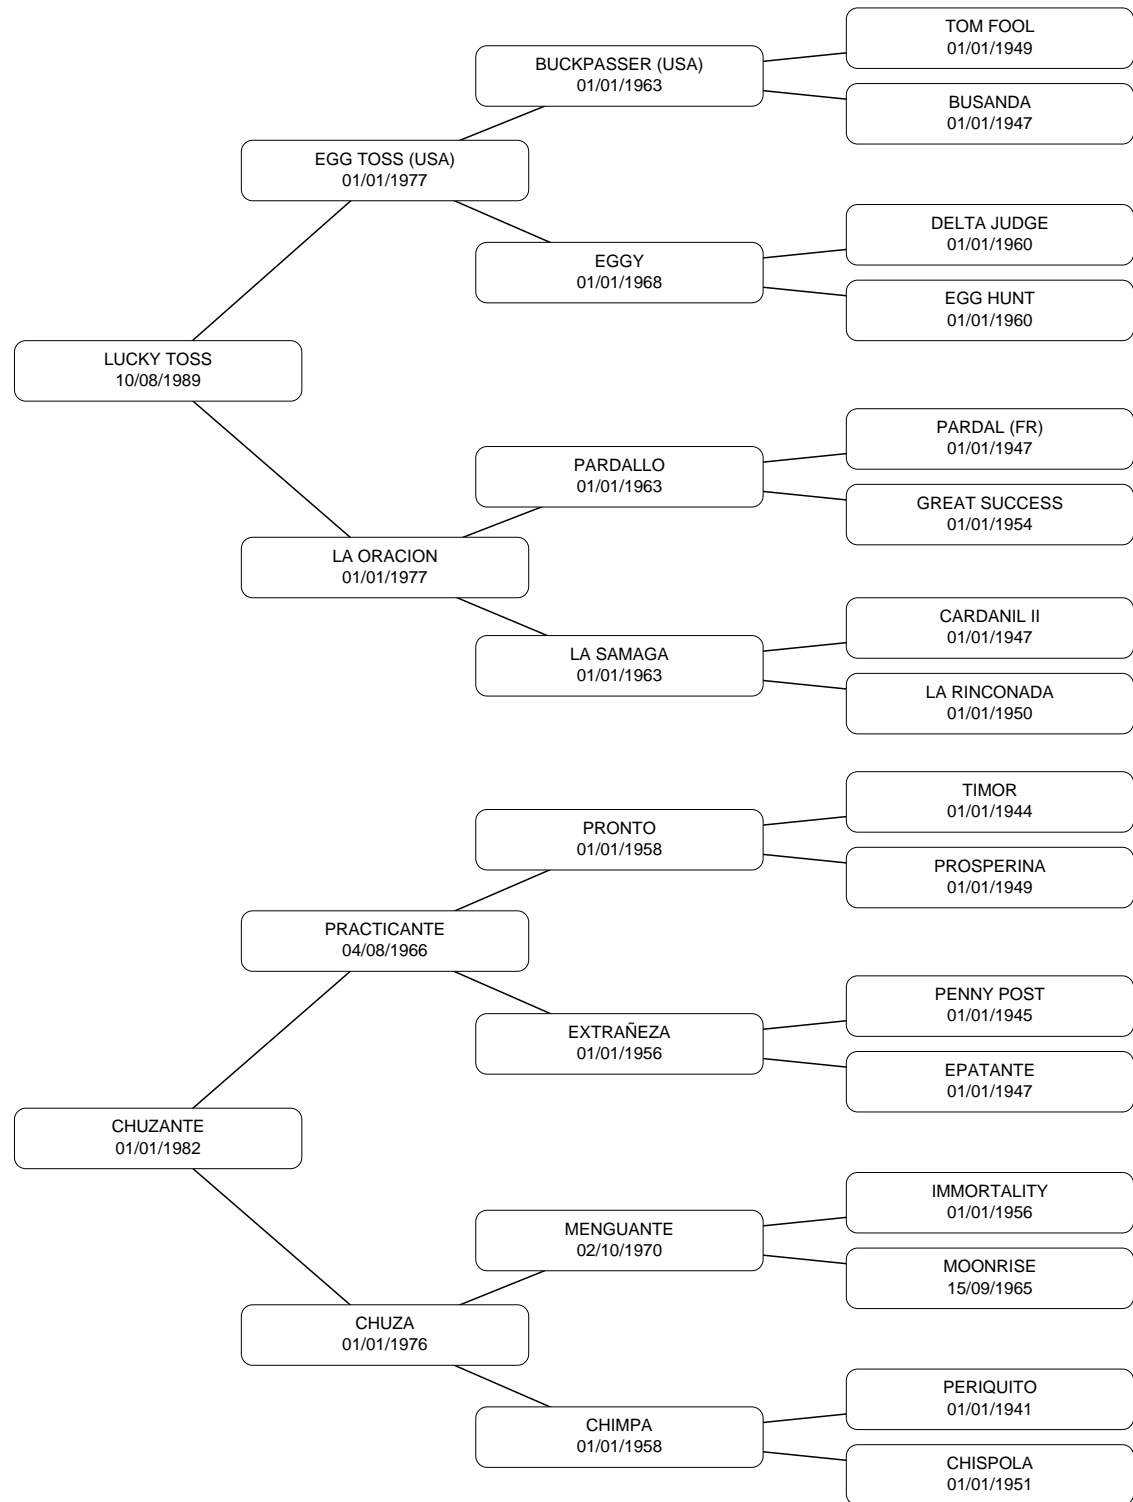 TOM FOOL
01/01/1949
BUCKPASSER (USA)
01/01/1963
BUSANDA
01/01/1947
EGG TOSS (USA)
01/01/1977
DELTA JUDGE
01/01/1960
EGGY
01/01/1968
EGG HUNT
01/01/1960
LUCKY TOSS
10/08/1989
PARDAL (FR)
01/01/1947
PARDALLO
01/01/1963
GREAT SUCCESS
01/01/1954
LA ORACION
01/01/1977
CARDANIL II
01/01/1947
LA SAMAGA
01/01/1963
LA RINCONADA
01/01/1950
TIMOR
01/01/1944
PRONTO
01/01/1958
PROSPERINA
01/01/1949
PRACTICANTE
04/08/1966
PENNY POST
01/01/1945
EXTRAÑEZA
01/01/1956
EPATANTE
01/01/1947
CHUZANTE
01/01/1982
IMMORTALITY
01/01/1956
MENGUANTE
02/10/1970
MOONRISE
15/09/1965
CHUZA
01/01/1976
PERIQUITO
01/01/1941
CHIMPA
01/01/1958
CHISPOLA
01/01/1951